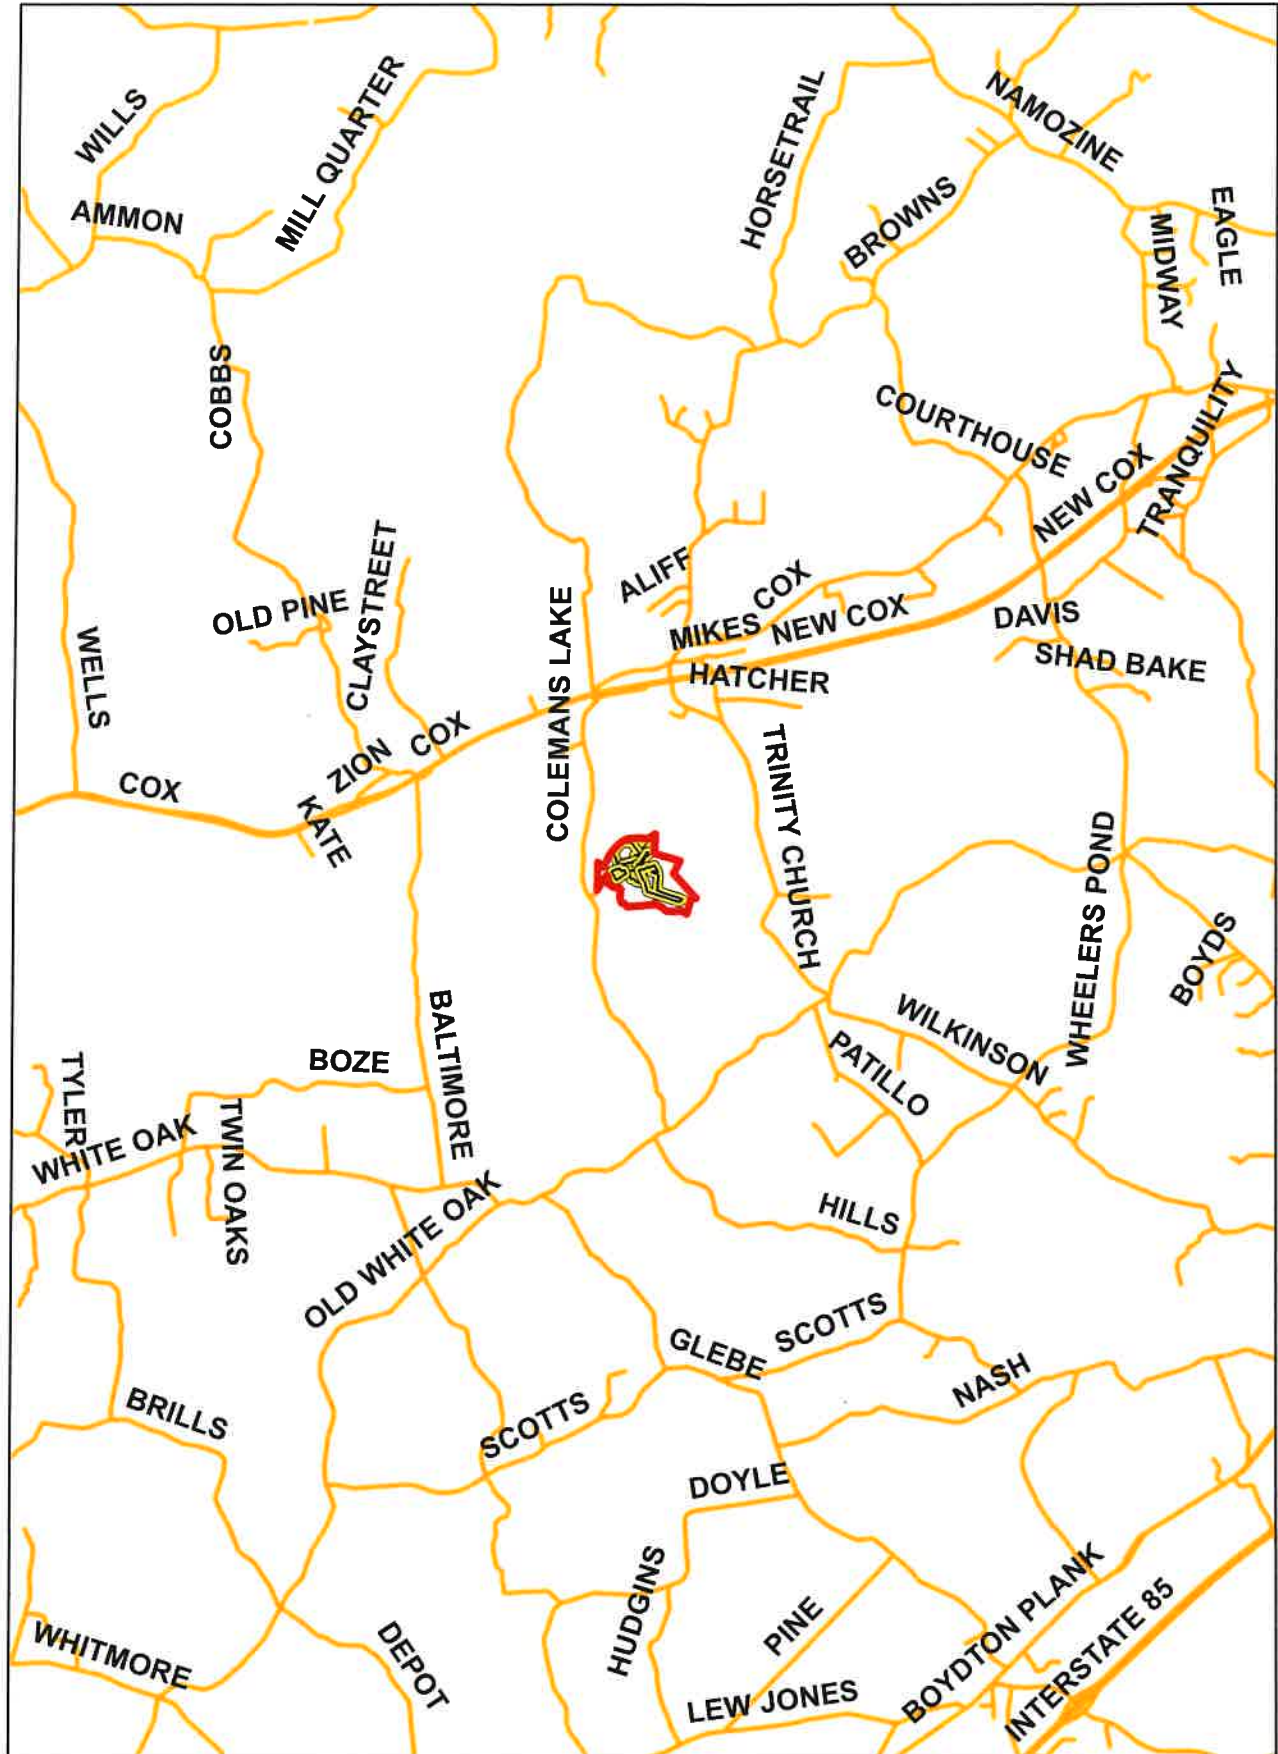 WILLS
MILL QUARTER
HORSETRAIL
NAMOZINE
AMMON
BROWNS
EAGLE
MIDWAY
COBBS
COURTHOUSE
TRANQUILITY
NEW COX
CLAYSTREET
OLD PINE
ALIFF
COX
MIKES
NEW COX
DAVIS
SHAD BAKE
HATCHER
WELLS
COLEMANS LAKE
COX
ZION
COX
KATE
TRINITY CHURCH
WHEELERS POND
BOYDS
BALTIMORE
WILKINSON
BOZE
PATILLO
TYLER
WHITE OAK
TWIN OAKS
OLD WHITE OAK
HILLS
SCOTTS
GLEBE
NASH
BRILLS
SCOTTS
DOYLE
HUDGINS
PINE
BOYDTON PLANK
INTERSTATE 85
WHITMORE
DEPOT
LEW JONES